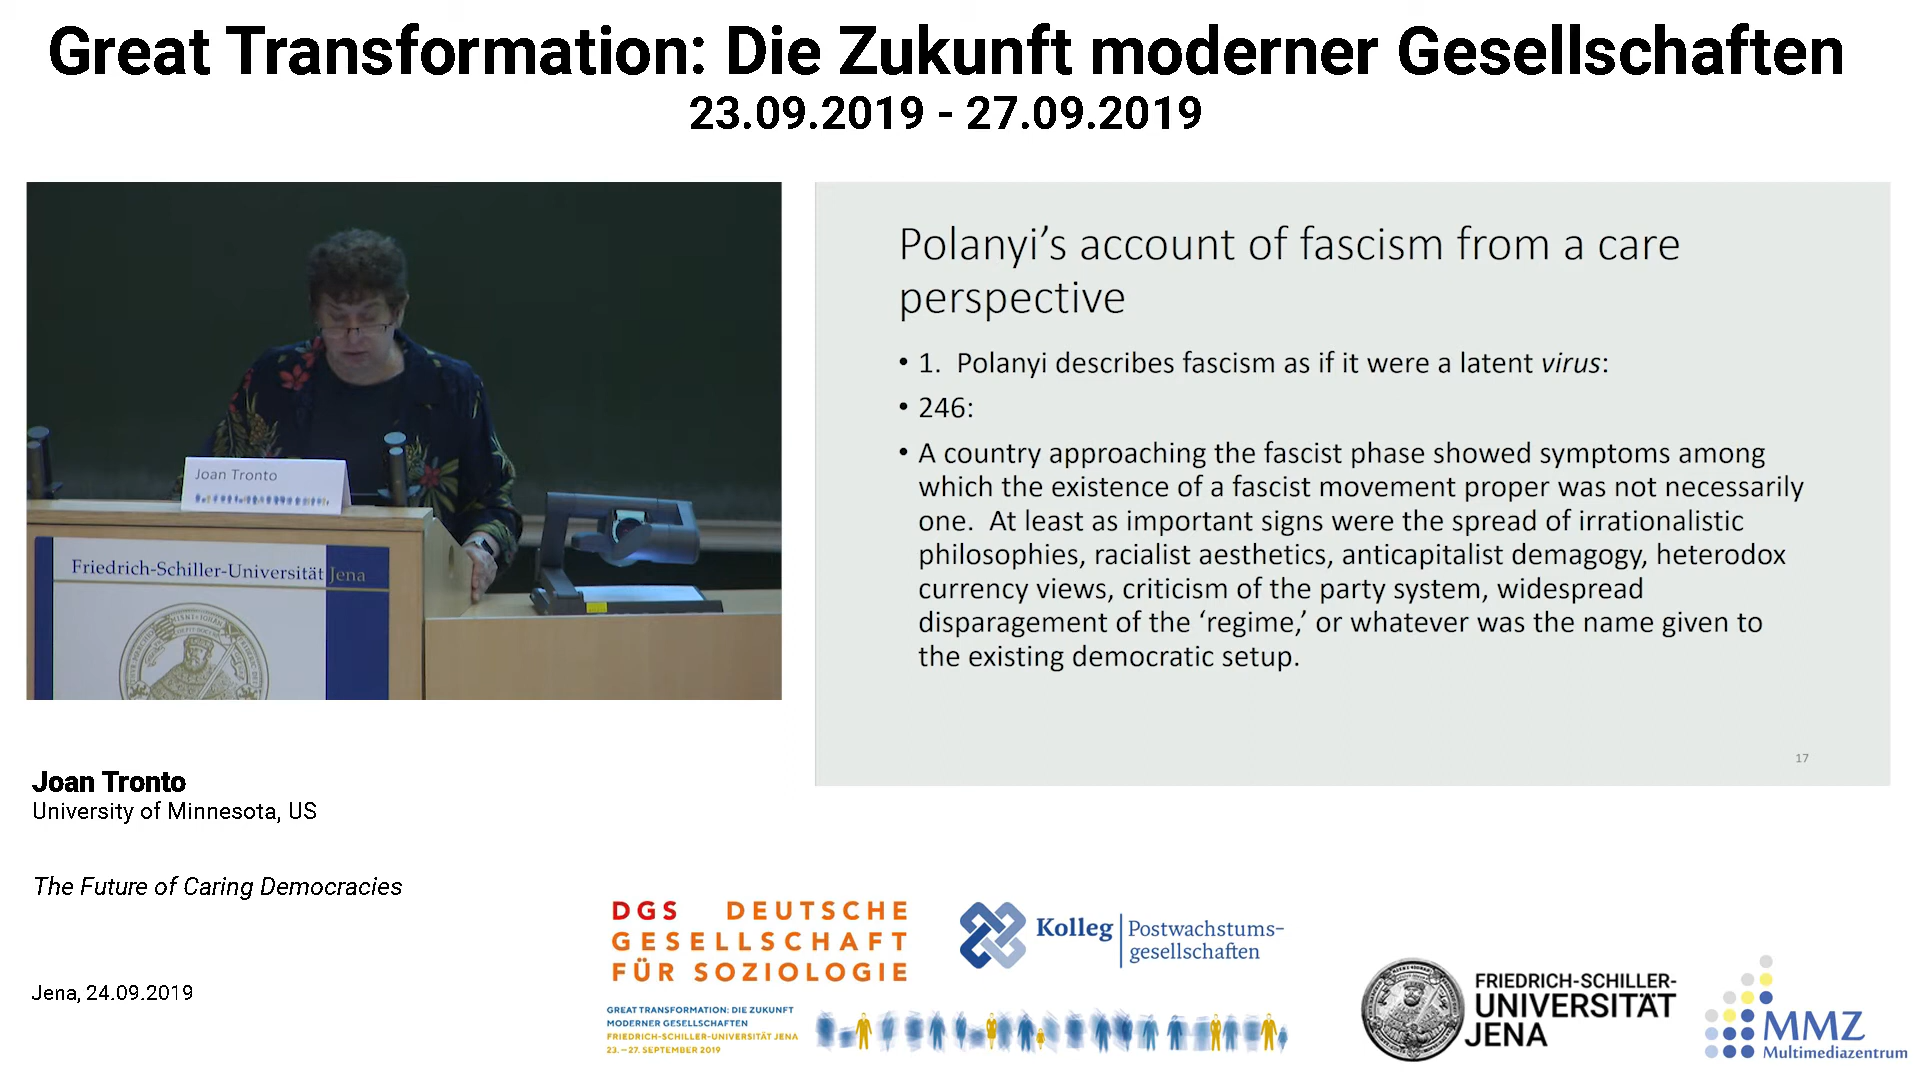 Great Transformation: Die Zukunft moderner Gesellschaften
23.09.2019 - 27.09.2019
Joan Tronto
Friedrich-Schiller-Universität Jena
Polanyi's account of fascism from a care
perspective
• 1.  Polanyi describes fascism as if it were a latent virus:
• 246:
• A country approaching the fascist phase showed symptoms among
which the existence of a fascist movement proper was not necessarily
one.  At least as important signs were the spread of irrationalistic
philosophies, racialist aesthetics, anticapitalist demagogy, heterodox
currency views, criticism of the party system, widespread
disparagement of the ‘regime,’ or whatever was the name given to
the existing democratic setup.
17
Joan Tronto
University of Minnesota, US
The Future of Caring Democracies
Jena, 24.09.2019
DGS DEUTSCHE
GESELLSCHAFT
FÜR SOZIOLOGIE
Kolleg Postwachstums-
gesellschaften
GREAT TRANSFORMATION: DIE ZUKUNFT
MODERNER GESELLSCHAFTEN
FRIEDRICH-SCHILLER-UNIVERSITÄT JENA
23.–27. SEPTEMBER 2019
FRIEDRICH-SCHILLER-
UNIVERSITÄT
JENA
MMZ
Multimediazentrum